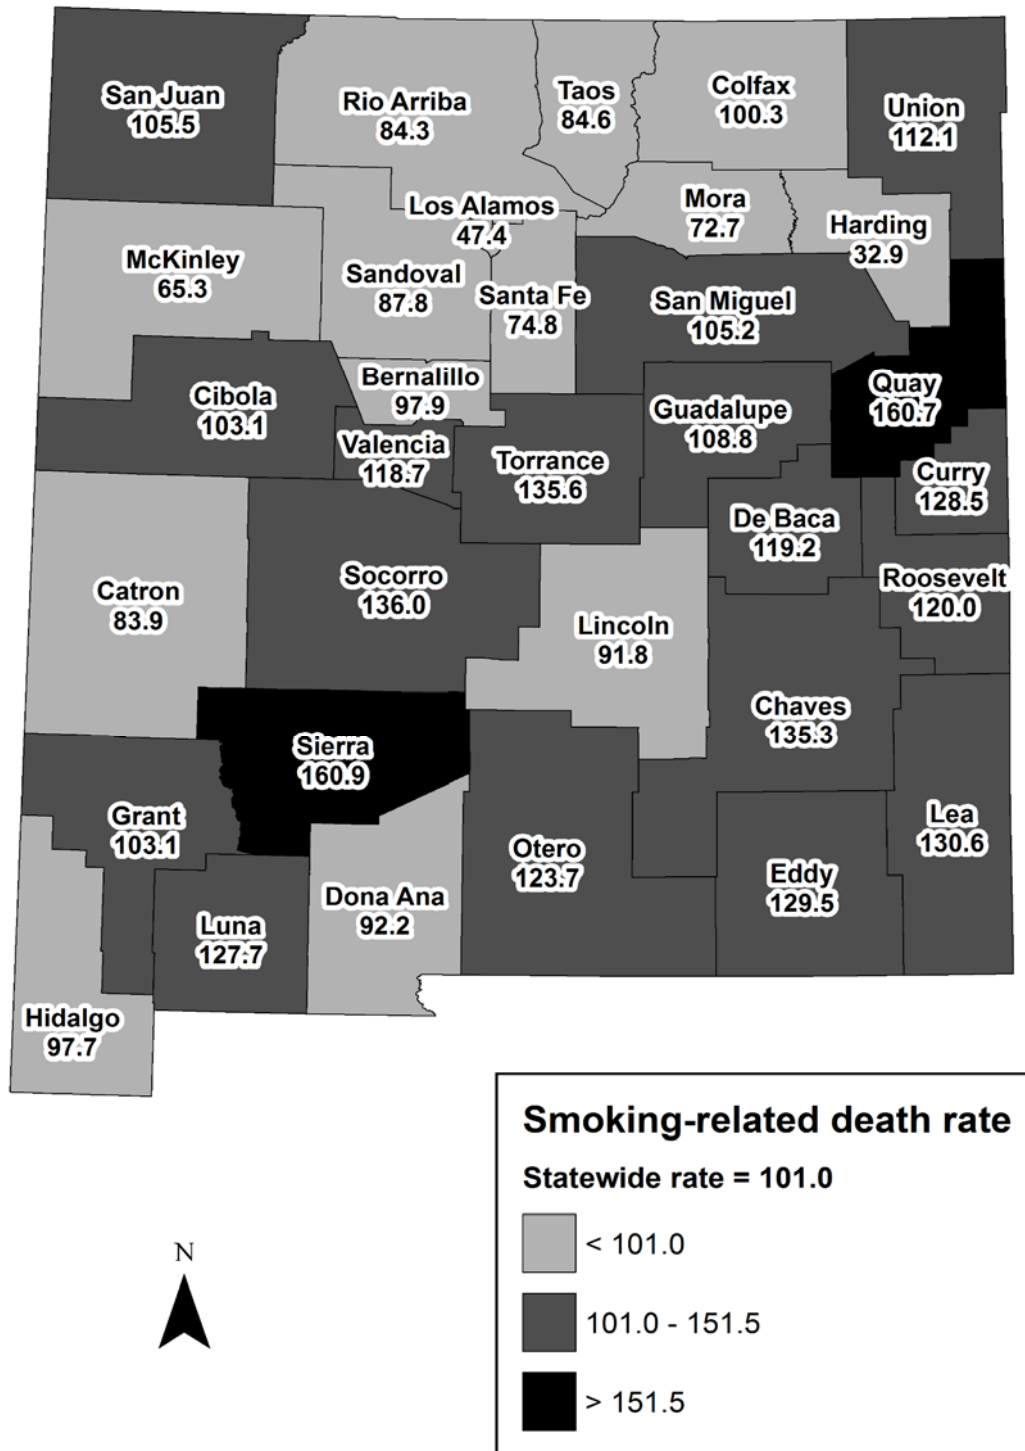 San Juan
105.5
Rio Arriba
84.3
Taos
84.6
Colfax
100.3
Union
112.1
Los Alamos
47.4
Mora
72.7
Harding
32.9
McKinley
65.3
Sandoval
87.8
Santa Fe
74.8
San Miguel
105.2
Cibola
103.1
Bernalillo
97.9
Valencia
118.7
Torrance
135.6
Guadalupe
108.8
Quay
160.7
Curry
128.5
De Baca
119.2
Roosevelt
120.0
Catron
83.9
Socorro
136.0
Lincoln
91.8
Chaves
135.3
Sierra
160.9
Grant
103.1
Otero
123.7
Eddy
129.5
Lea
130.6
Luna
127.7
Dona Ana
92.2
Hidalgo
97.7
N
Smoking-related death rate
Statewide rate = 101.0
< 101.0
101.0 - 151.5
> 151.5